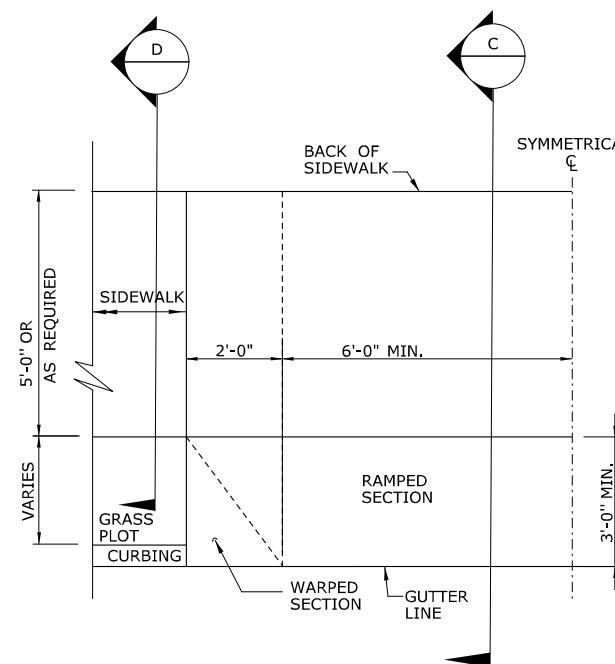 D
C
SYMMETRICA
℄
BACK OF
SIDEWALK
5'-0" OR
AS REQUIRED
SIDEWALK
2'-0"
6'-0" MIN.
VARIES
RAMPED
SECTION
3'-0" MIN.
GRASS
PLOT
CURBING
WARPED
SECTION
GUTTER
LINE